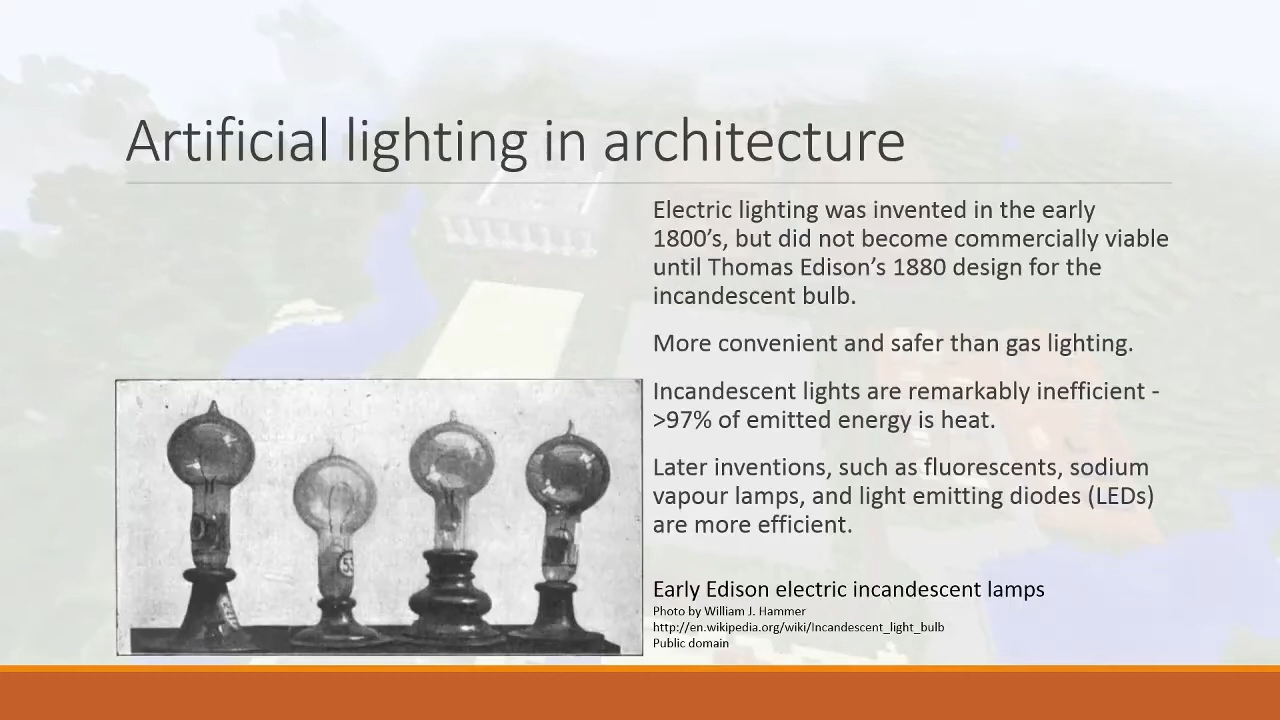 Artificial lighting in architecture
Electric lighting was invented in the early
1800’s, but did not become commercially viable
until Thomas Edison’s 1880 design for the
incandescent bulb.
More convenient and safer than gas lighting.
Incandescent lights are remarkably inefficient -
>97% of emitted energy is heat.
Later inventions, such as fluorescents, sodium
vapour lamps, and light emitting diodes (LEDs)
are more efficient.
Early Edison electric incandescent lamps
Photo by William J. Hammer
http://en.wikipedia.org/wiki/Incandescent_light_bulb
Public domain